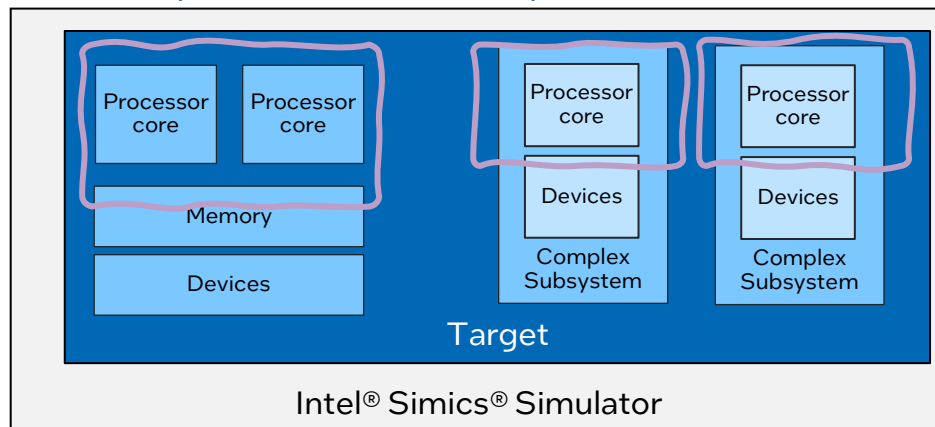 Processor
core
Processor
core
Memory
Devices
Processor
core
Devices
Complex
Subsystem
Processor
core
Devices
Complex
Subsystem
Target
Intel® Simics® Simulator